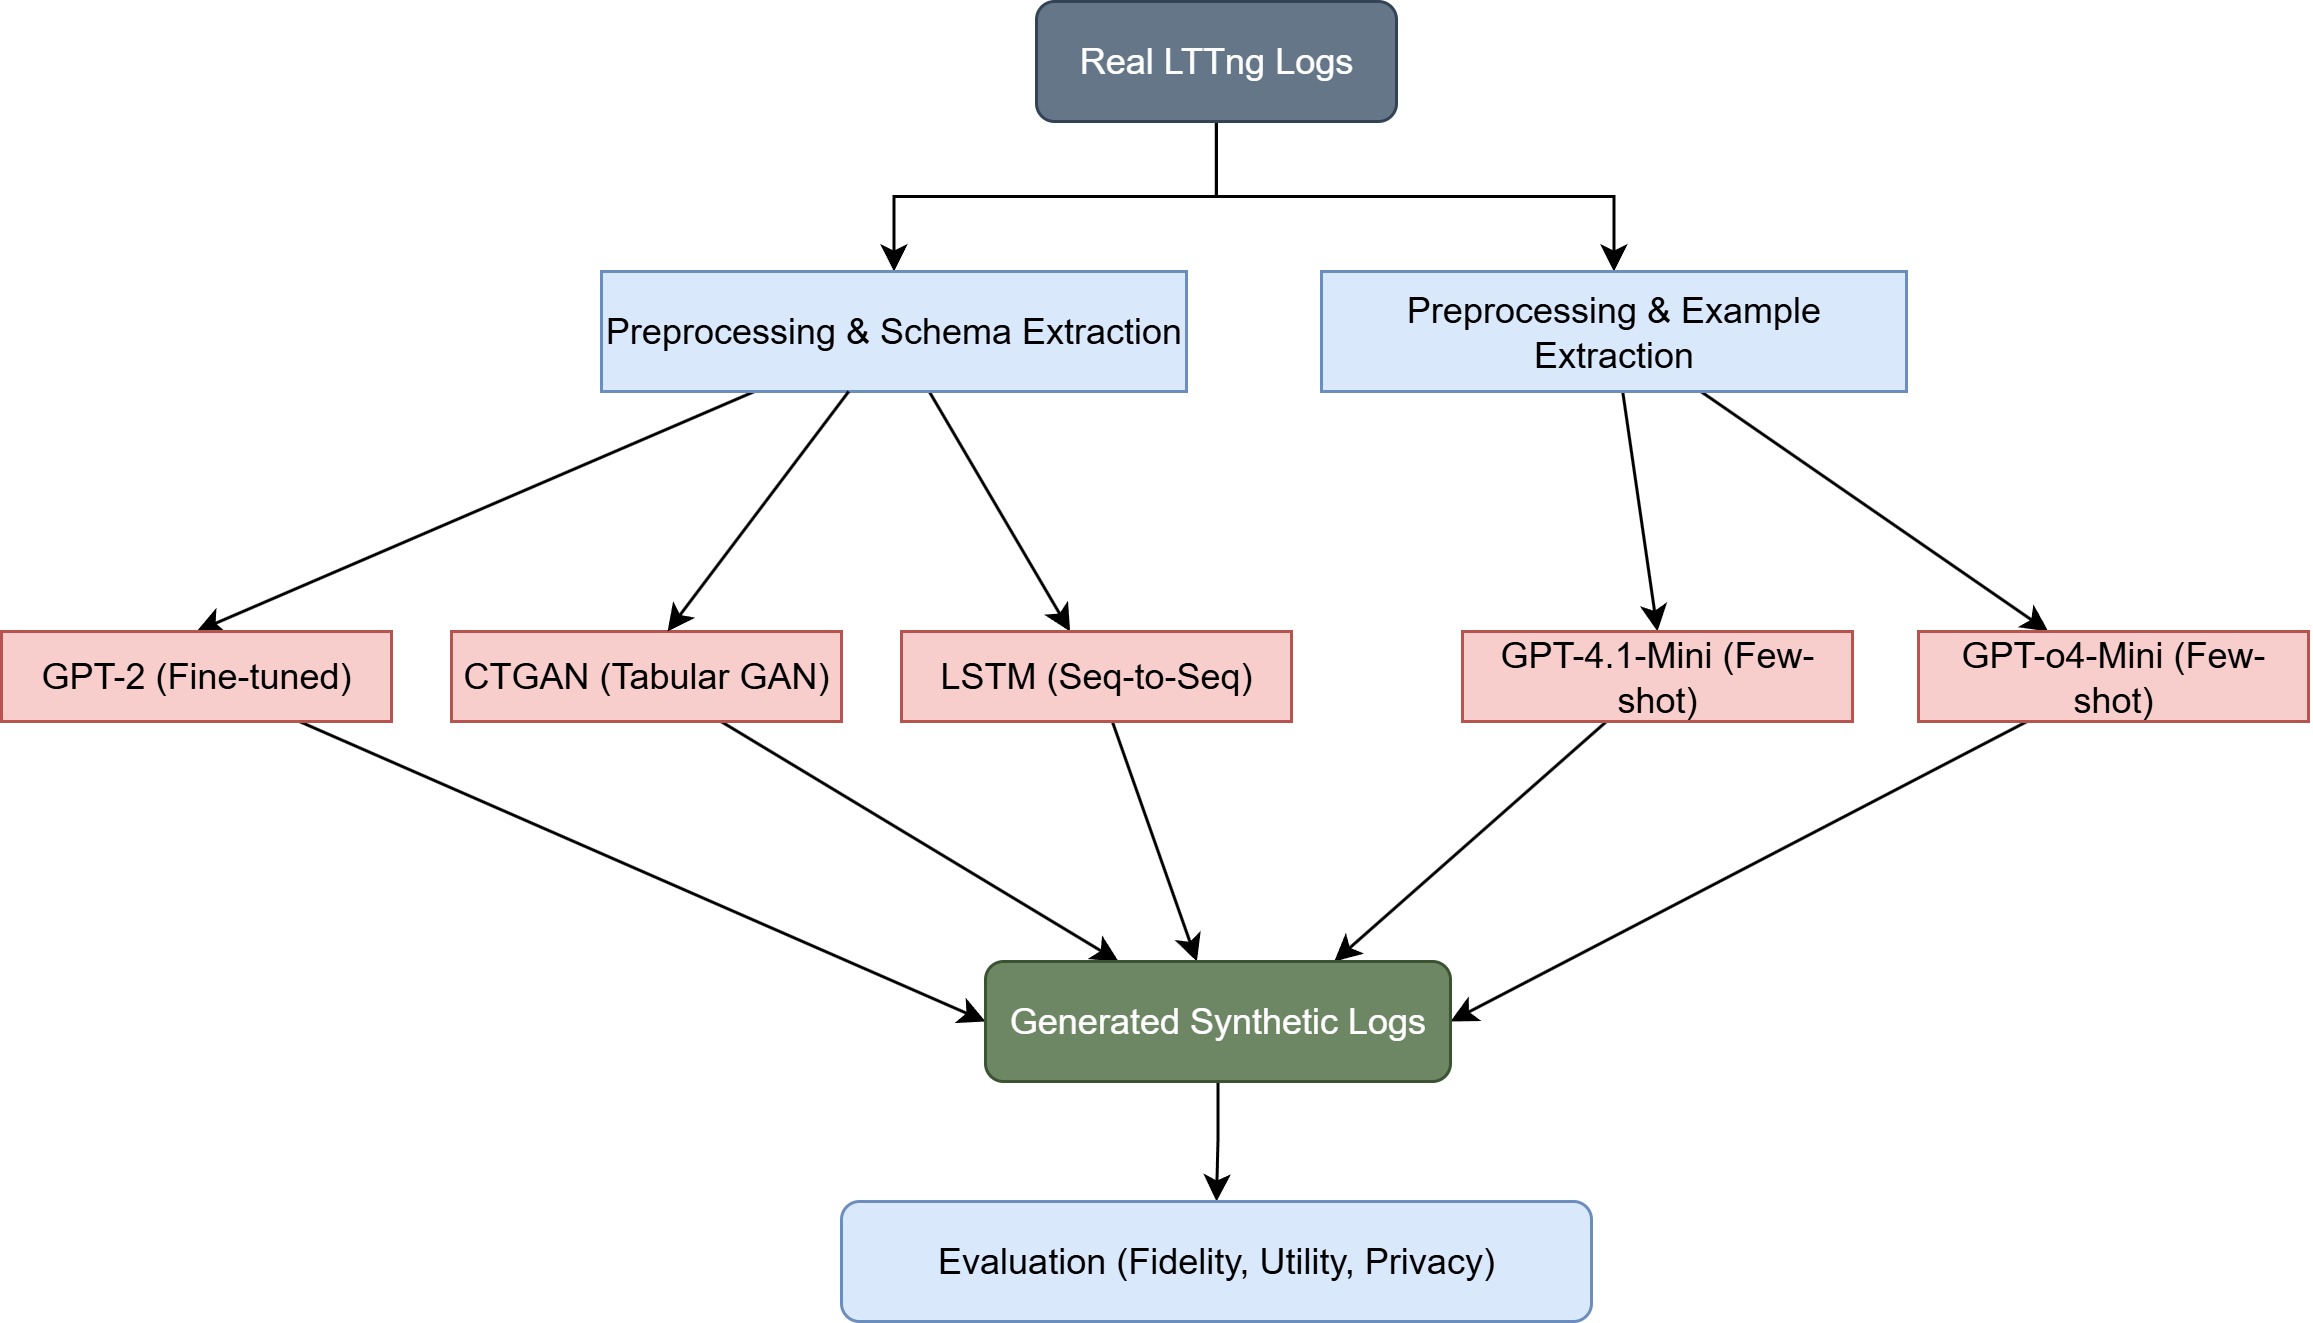 Real LTTng Logs
Preprocessing & Schema Extraction
Preprocessing & Example
Extraction
GPT-2 (Fine-tuned)
CTGAN (Tabular GAN)
LSTM (Seq-to-Seq)
GPT-4.1-Mini (Few-
shot)
GPT-o4-Mini (Few-
shot)
Generated Synthetic Logs
Evaluation (Fidelity, Utility, Privacy)